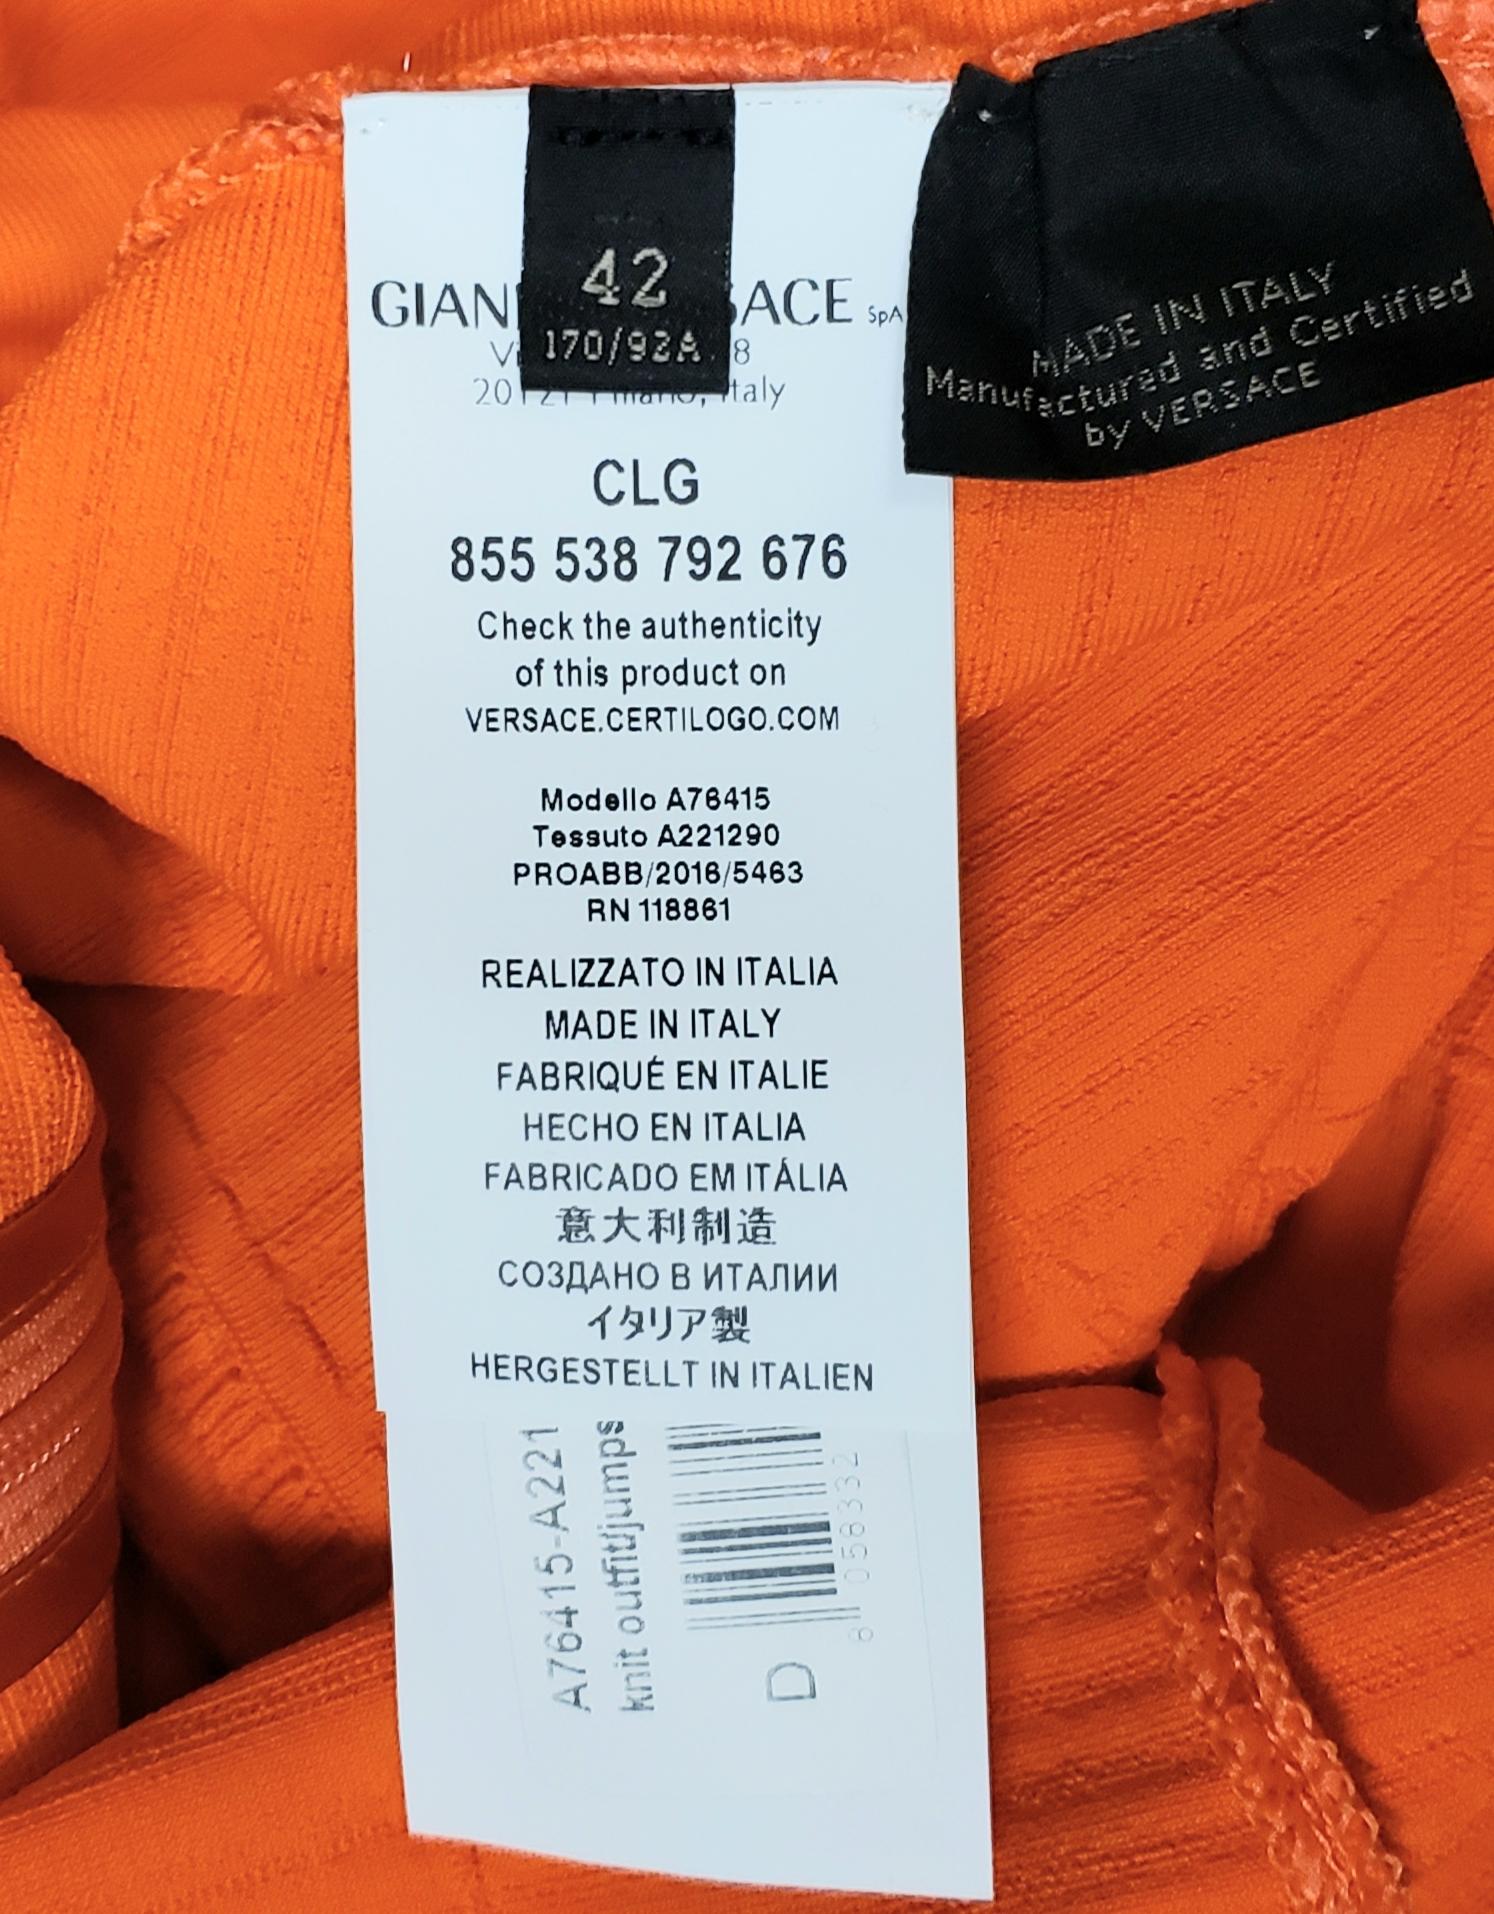 42
170/92A
GIAN
SACE SpA
8
taly
MADE IN ITALY
Manufactured and Certified
by VERSACE
CLG
855 538 792 676
Check the authenticity
of this product on
VERSACE.CERTILOGO.COM
Modello A76415
Tessuto A221290
PROABB/2016/5463
RN 118861
REALIZZATO IN ITALIA
MADE IN ITALY
FABRIQUÉ EN ITALIE
HECHO EN ITALIA
FABRICADO EM ITÁLIA
意大利制造
СОЗДАНО В ИТАЛИИ
イタリア製
HERGESTELLT IN ITALIEN
A76415-A221
knit outfit/jumps
D
8 058332